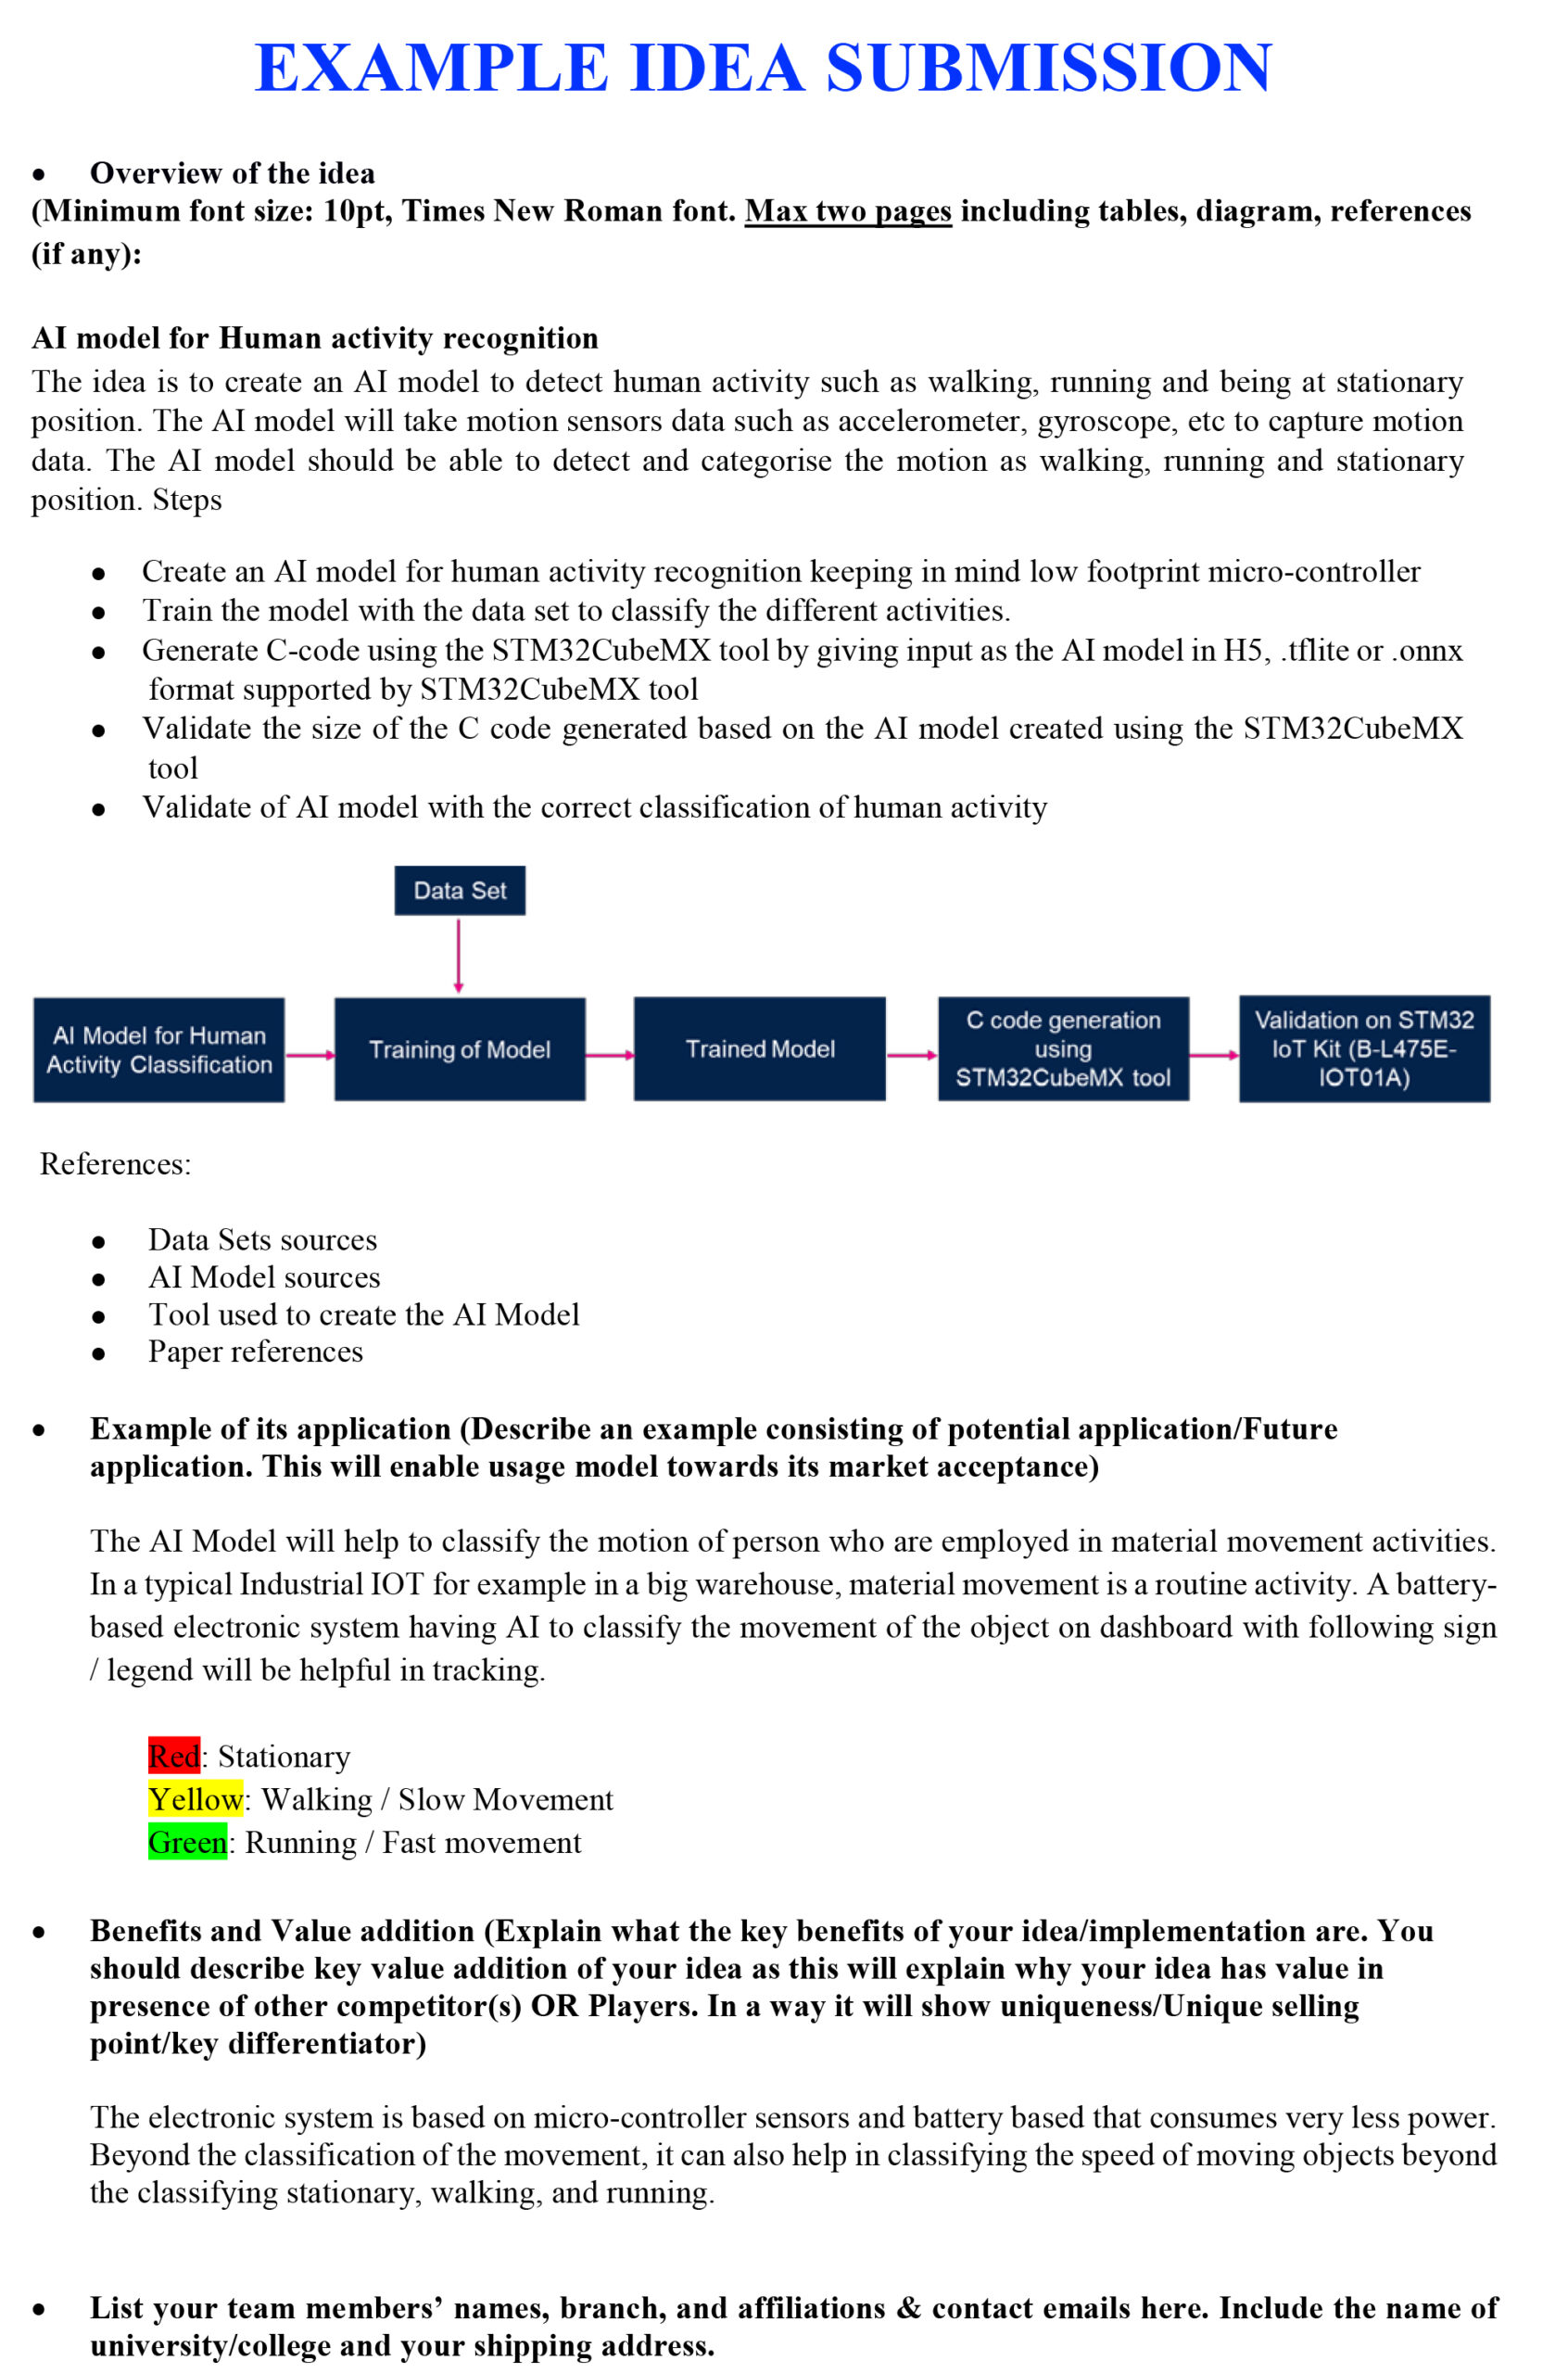 EXAMPLE IDEA SUBMISSION
• Overview of the idea
(Minimum font size: 10pt, Times New Roman font. Max two pages including tables, diagram, references
(if any):
AI model for Human activity recognition
The idea is to create an AI model to detect human activity such as walking, running and being at stationary
position. The AI model will take motion sensors data such as accelerometer, gyroscope, etc to capture motion
data. The AI model should be able to detect and categorise the motion as walking, running and stationary
position. Steps
• Create an AI model for human activity recognition keeping in mind low footprint micro-controller
• Train the model with the data set to classify the different activities.
• Generate C-code using the STM32CubeMX tool by giving input as the AI model in H5, .tflite or .onnx
format supported by STM32CubeMX tool
• Validate the size of the C code generated based on the AI model created using the STM32CubeMX
tool
• Validate of AI model with the correct classification of human activity
Data Set
AI Model for Human
Activity Classification
Training of Model
Trained Model
C code generation
using
STM32CubeMX tool
Validation on STM32
IoT Kit (B-L475E-
IOT01A)
References:
• Data Sets sources
• AI Model sources
• Tool used to create the AI Model
• Paper references
• Example of its application (Describe an example consisting of potential application/Future
application. This will enable usage model towards its market acceptance)
The AI Model will help to classify the motion of person who are employed in material movement activities.
In a typical Industrial IOT for example in a big warehouse, material movement is a routine activity. A battery-
based electronic system having AI to classify the movement of the object on dashboard with following sign
/ legend will be helpful in tracking.
Red: Stationary
Yellow: Walking / Slow Movement
Green: Running / Fast movement
• Benefits and Value addition (Explain what the key benefits of your idea/implementation are. You
should describe key value addition of your idea as this will explain why your idea has value in
presence of other competitor(s) OR Players. In a way it will show uniqueness/Unique selling
point/key differentiator)
The electronic system is based on micro-controller sensors and battery based that consumes very less power.
Beyond the classification of the movement, it can also help in classifying the speed of moving objects beyond
the classifying stationary, walking, and running.
• List your team members’ names, branch, and affiliations & contact emails here. Include the name of
university/college and your shipping address.